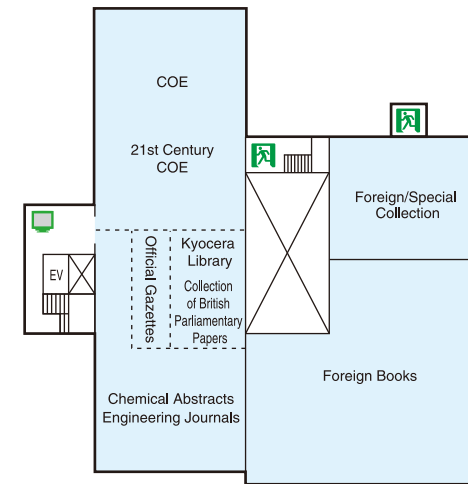 COE
21st Century
COE
Foreign/Special
Collection
EV
Official Gazettes
Kyocera
Library
Collection
of British
Parliamentary
Papers
Foreign Books
Chemical Abstracts
Engineering Journals